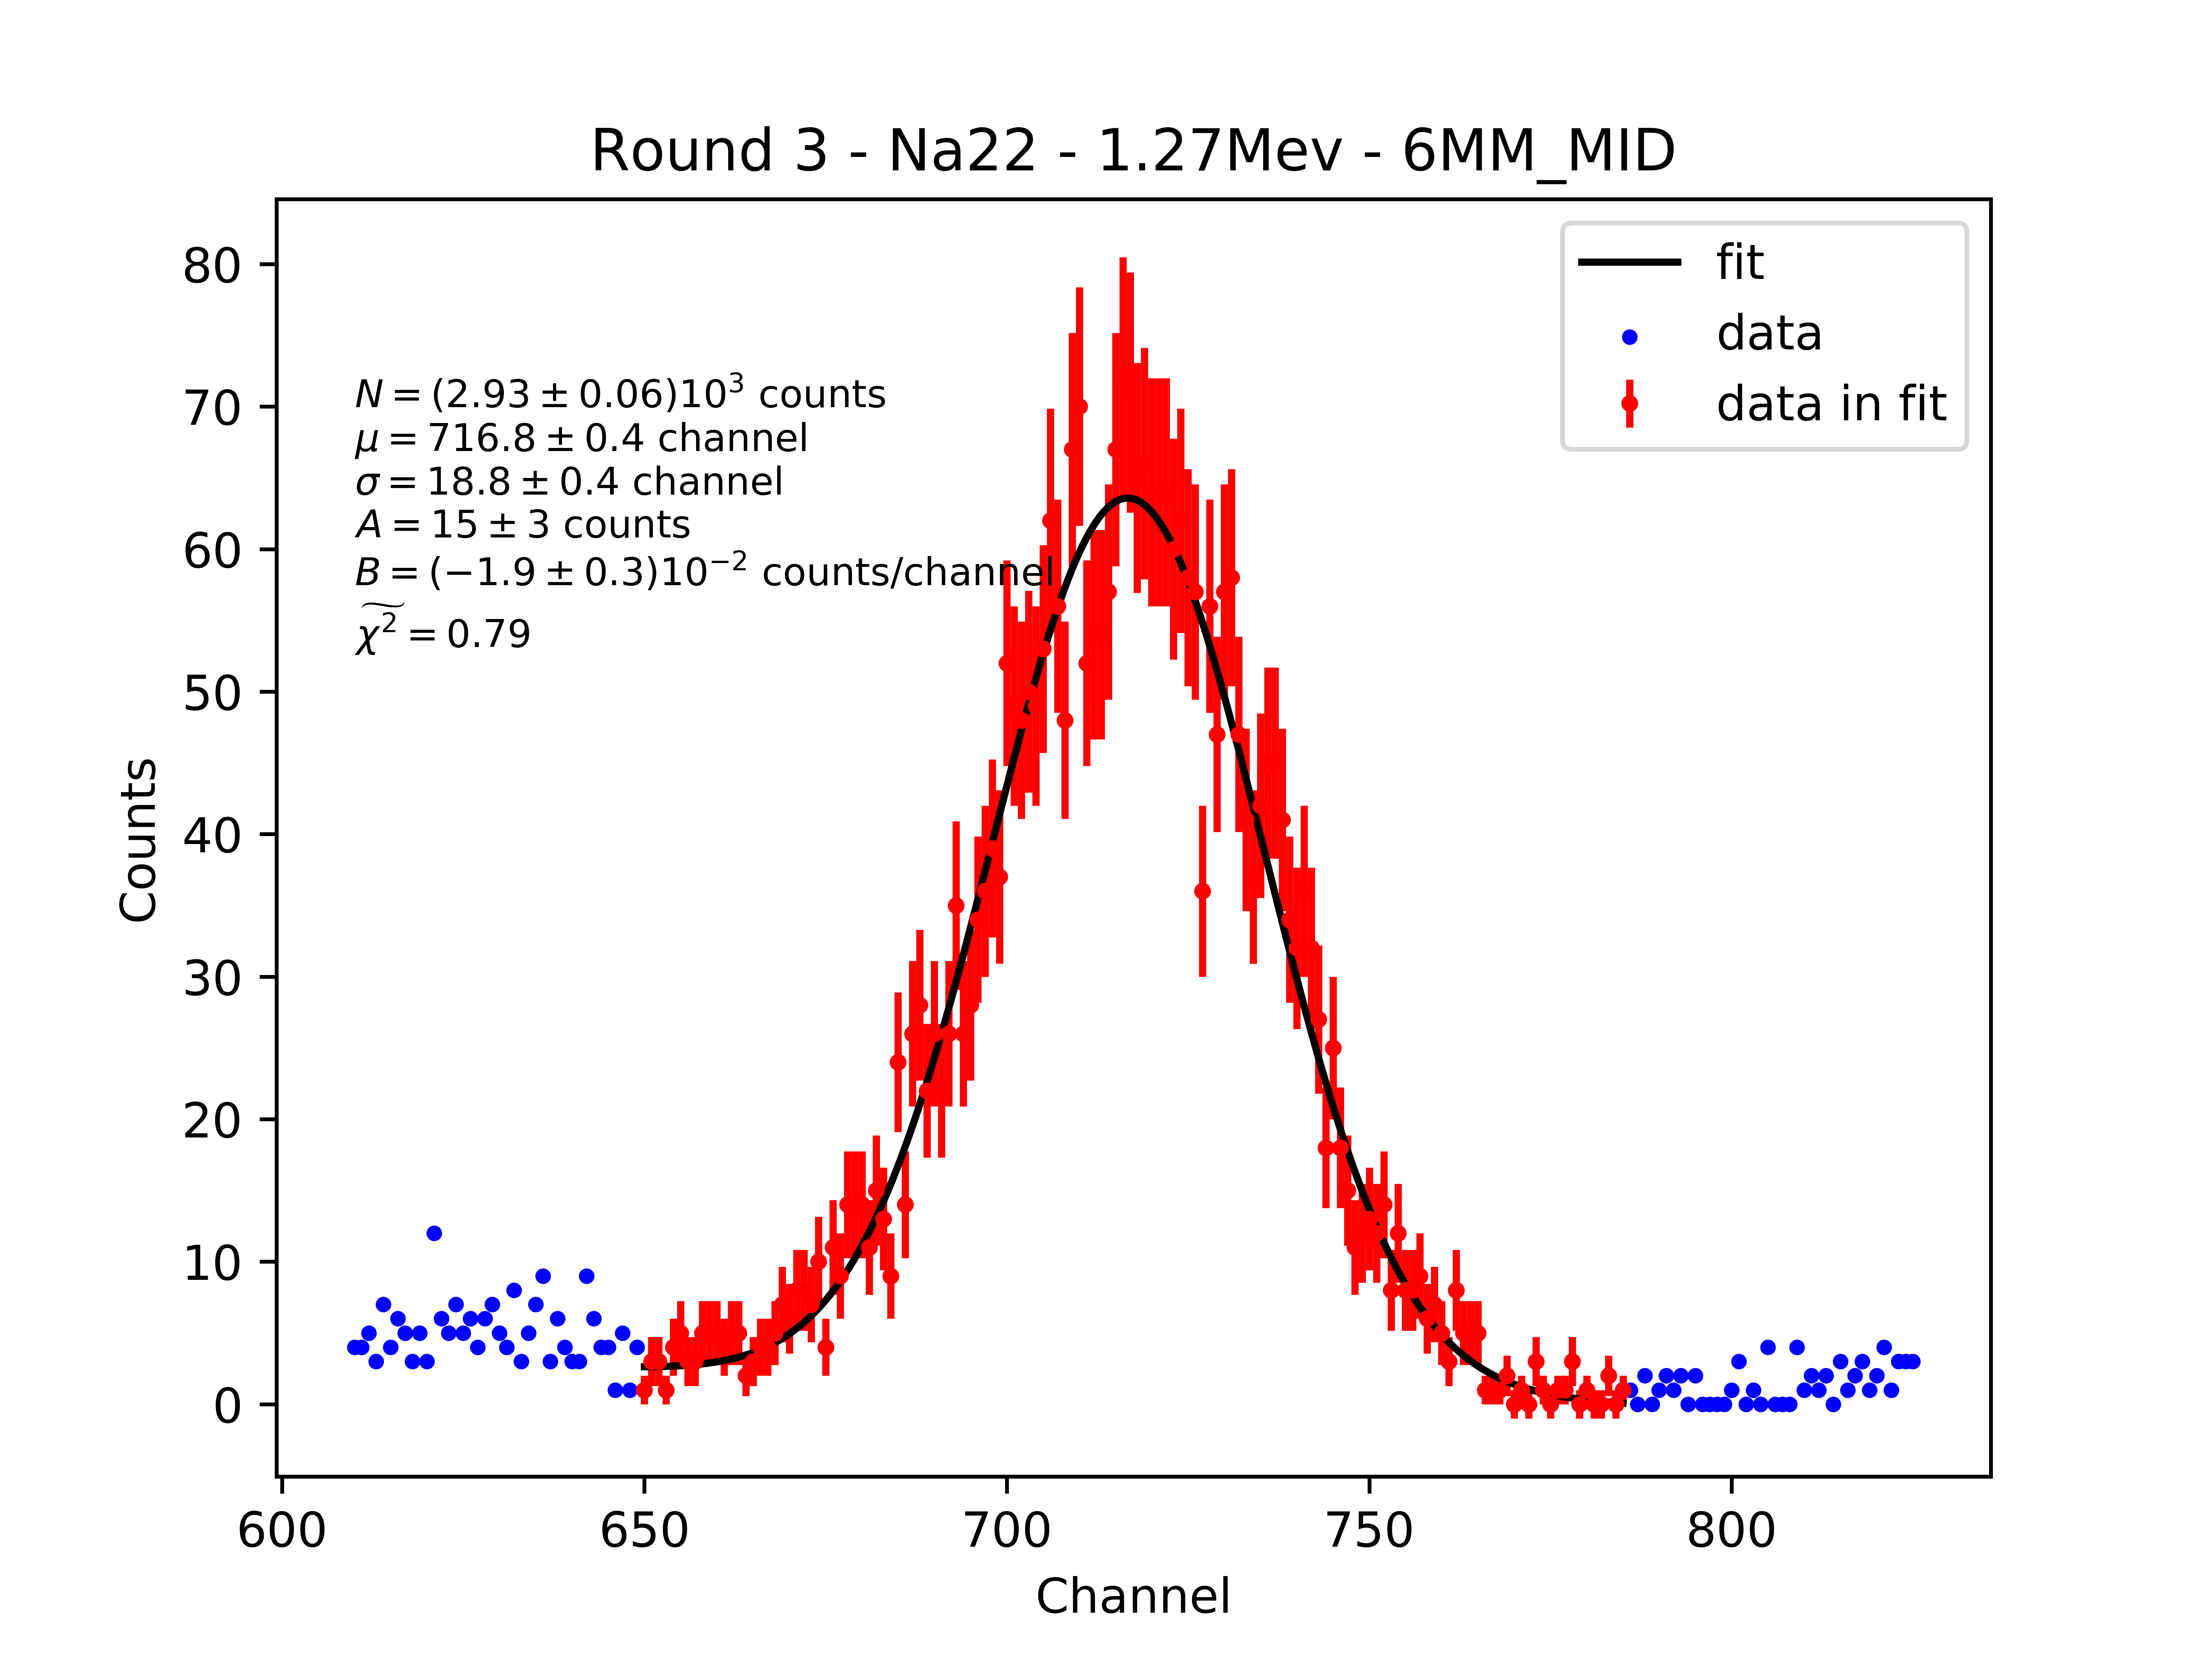 Round 3 - Na22 - 1.27Mev - 6MM_MID
fit
data
data in fit
N = (2.93 ± 0.06)10³ counts
μ = 716.8 ± 0.4 channel
σ = 18.8 ± 0.4 channel
A = 15 ± 3 counts
B = (−1.9 ± 0.3)10⁻² counts/channel
χ̃² = 0.79
80
70
60
50
40
30
20
10
0
Counts
600 650 700 750 800
Channel